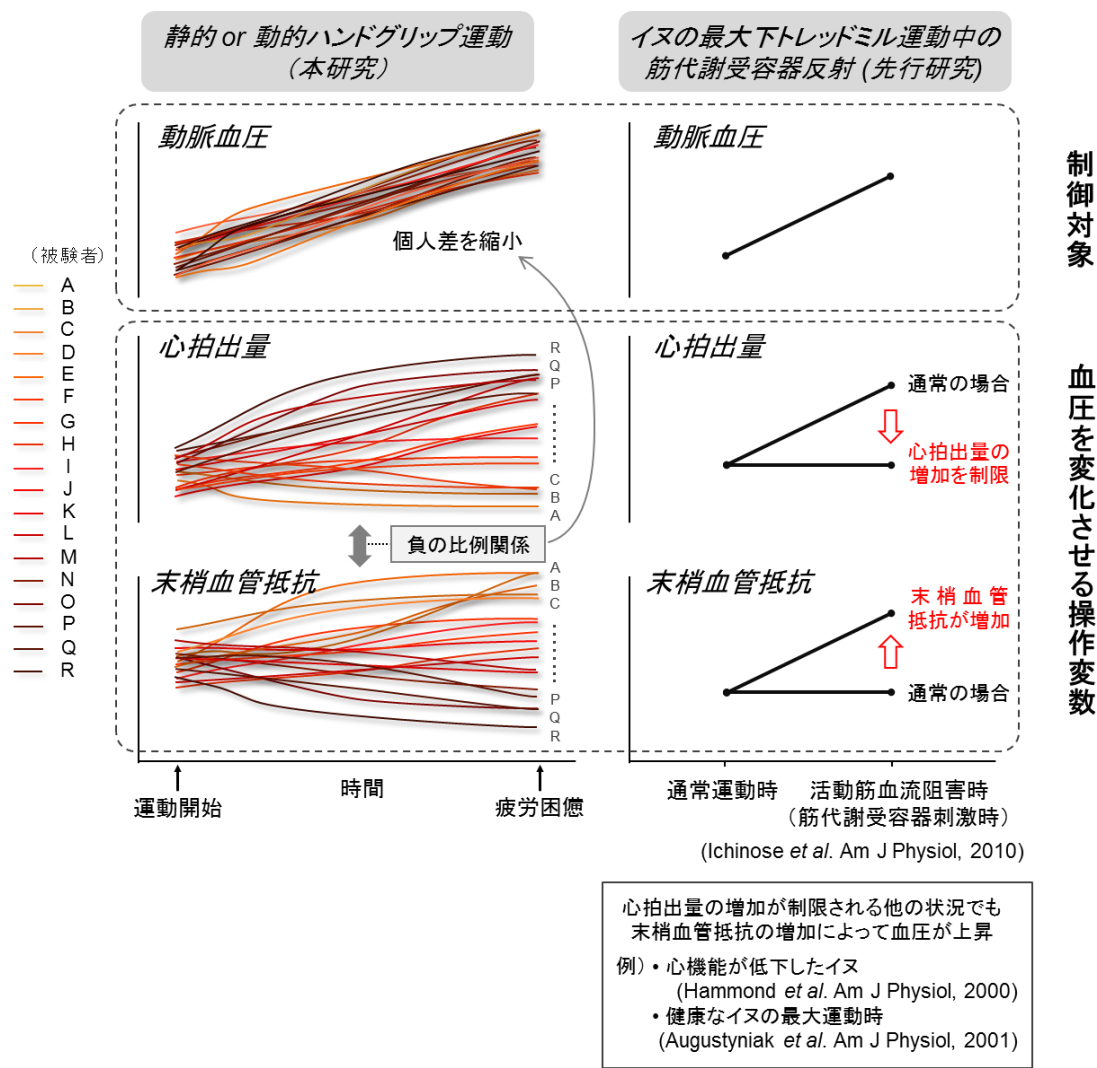 静的 or 動的ハンドグリップ運動
（本研究）
イヌの最大下トレッドミル運動中の
筋代謝受容器反射 (先行研究)
動脈血圧
個人差を縮小
動脈血圧
制御対象
（被験者）
A
B
C
D
E
F
G
H
I
J
K
L
M
N
O
P
Q
R
心拍出量
R
Q
P
C
B
A
心拍出量
通常の場合
心拍出量の
増加を制限
負の比例関係
末梢血管抵抗
A
B
C
P
Q
R
末梢血管抵抗
末梢血管
抵抗が増加
通常の場合
血圧を変化させる操作変数
運動開始
時間
疲労困憊
通常運動時
活動筋血流阻害時
（筋代謝受容器刺激時）
(Ichinose et al. Am J Physiol, 2010)
心拍出量の増加が制限される他の状況でも
末梢血管抵抗の増加によって血圧が上昇
例）・心機能が低下したイヌ
(Hammond et al. Am J Physiol, 2000)
・健康なイヌの最大運動時
(Augustyniak et al. Am J Physiol, 2001)